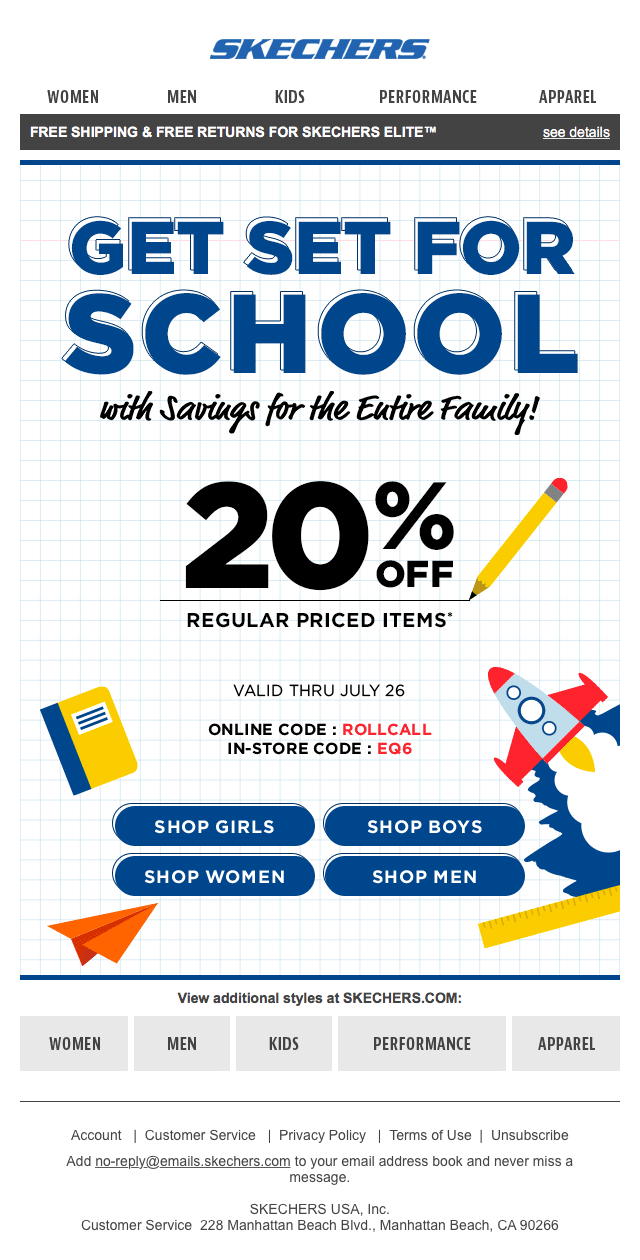 SKECHERS
WOMEN MEN KIDS PERFORMANCE APPAREL
FREE SHIPPING & FREE RETURNS FOR SKECHERS ELITE™ see details
GET SET FOR
SCHOOL
with Savings for the Entire Family!
20% OFF
REGULAR PRICED ITEMS*
VALID THRU JULY 26
ONLINE CODE : ROLLCALL
IN-STORE CODE : EQ6
SHOP GIRLS SHOP BOYS
SHOP WOMEN SHOP MEN
View additional styles at SKECHERS.COM:
WOMEN MEN KIDS PERFORMANCE APPAREL
Account | Customer Service | Privacy Policy | Terms of Use | Unsubscribe
Add no-reply@emails.skechers.com to your email address book and never miss a
message.
SKECHERS USA, Inc.
Customer Service 228 Manhattan Beach Blvd., Manhattan Beach, CA 90266